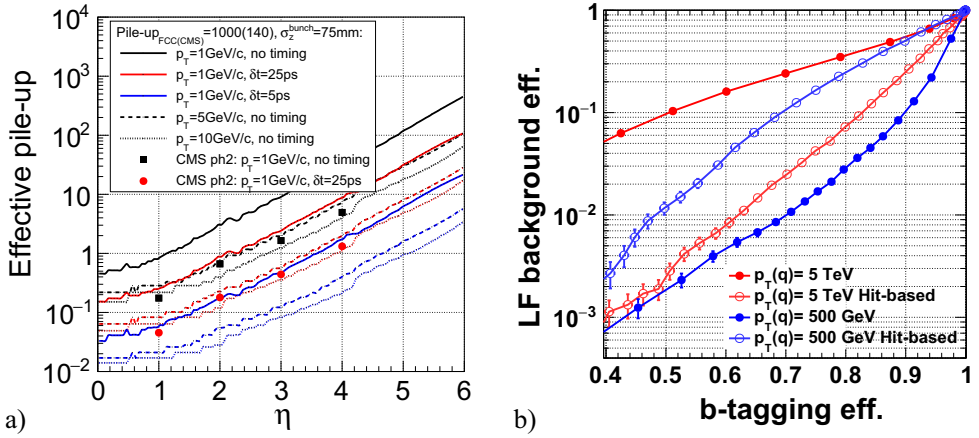 Pile-up_FCC(CMS)=1000(140), σ_z^bunch=75mm:
p_T=1GeV/c, no timing
p_T=1GeV/c, δt=25ps
p_T=1GeV/c, δt=5ps
p_T=5GeV/c, no timing
p_T=10GeV/c, no timing
CMS ph2: p_T=1GeV/c, no timing
CMS ph2: p_T=1GeV/c, δt=25ps
Effective pile-up
10^4
10^3
10^2
10
1
10^-1
10^-2
0 1 2 3 4 5 6
η
a)
LF background eff.
1
10^-1
10^-2
10^-3
p_T(q)= 5 TeV
p_T(q)= 5 TeV Hit-based
p_T(q)= 500 GeV
p_T(q)= 500 GeV Hit-based
0.4 0.5 0.6 0.7 0.8 0.9 1
b-tagging eff.
b)